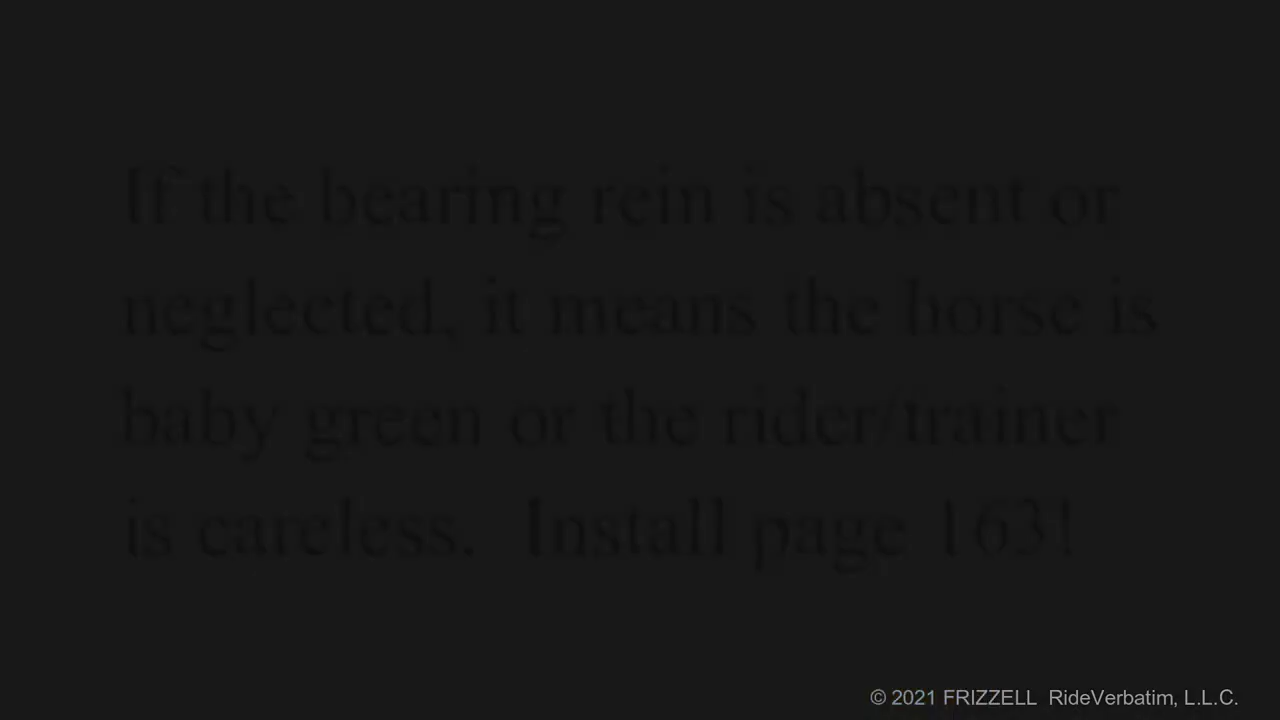 If the bearing rein is absent or
neglected, it means the horse is
baby green or the rider/trainer
is careless.  Install page 163!
© 2021 FRIZZELL  RideVerbatim, L.L.C.